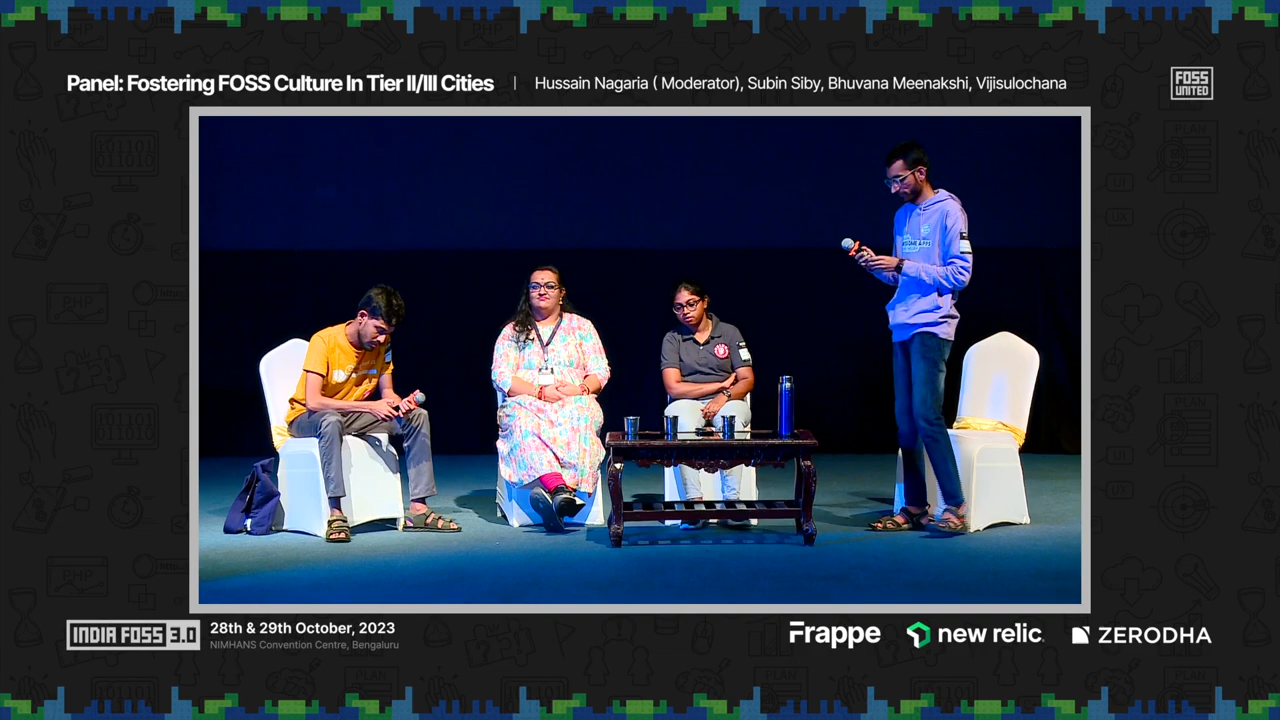 Panel: Fostering FOSS Culture In Tier II/III Cities | Hussain Nagaria ( Moderator), Subin Siby, Bhuvana Meenakshi, Vijisulochana
FOSS
UNITED
INDIA FOSS 3.0
28th & 29th October, 2023
NIMHANS Convention Centre, Bengaluru
Frappe
new relic
ZERODHA